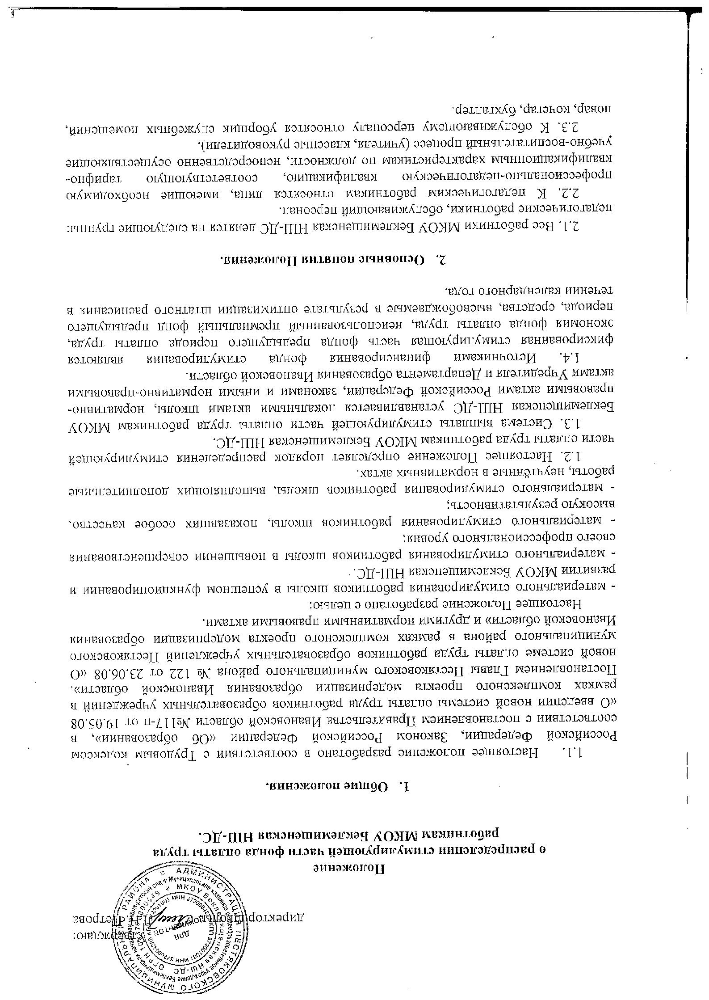 Утверждаю:
директор школы Л.Н. Петрова
АДМИНИСТРАЦИЯ ПЕСТЯКОВСКОГО МУНИЦИПАЛЬНОГО РАЙОНА
МКОУ Беклемищенская НШ-ДС
ДЛЯ
ДОКУМЕНТОВ
Положение
о распределении стимулирующей части фонда оплаты труда
работникам МКОУ Беклемищенская НШ-ДС.
1. Общие положения.
1.1. Настоящее положение разработано в соответствии с Трудовым кодексом
Российской Федерации, Законом Российской Федерации «Об образовании», в
соответствии с постановлением Правительства Ивановской области №117-п от 19.05.08
«О введении новой системы оплаты труда работников образовательных учреждений в
рамках комплексного проекта модернизации образования Ивановской области».
Постановлением Главы Пестяковского муниципального района № 122 от 23.06.08 «О
новой системе оплаты труда работников образовательных учреждений Пестяковского
муниципального района в рамках комплексного проекта модернизации образования
Ивановской области» и другими нормативными правовыми актами.
Настоящее Положение разработано с целью:
- материального стимулирования работников школы в успешном функционировании и
развитии МКОУ Беклемищенская НШ-ДС.
- материального стимулирования работников школы в повышении совершенствования
своего профессионального уровня;
- материального стимулирования работников школы, показавших особое качество,
высокую результативность;
- материального стимулирования работников школы, выполняющих дополнительные
работы, неучтённые в нормативных актах.
1.2. Настоящее Положение определяет порядок распределения стимулирующей
части оплаты труда работникам МКОУ Беклемищенская НШ-ДС.
1.3. Система выплаты стимулирующей части оплаты труда работникам МКОУ
Беклемищенская НШ-ДС устанавливается локальными актами школы, нормативно-
правовыми актами Российской Федерации, законами и иными нормативно-правовыми
актами Учредителя и Департамента образования Ивановской области.
1.4. Источниками финансирования фонда стимулирования являются
фиксированная стимулирующая часть фонда предыдущего периода оплаты труда,
экономия фонда оплаты труда, неиспользованный премиальный фонд предыдущего
периода, средства, высвобождаемые в результате оптимизации штатного расписания в
течении календарного года.
2. Основные понятия Положения.
2.1. Все работники МКОУ Беклемищенская НШ-ДС делятся на следующие группы:
педагогические работники, обслуживающий персонал.
2.2. К педагогическим работникам относятся лица, имеющие необходимую
профессионально-педагогическую квалификацию, соответствующую тарифно-
квалификационным характеристикам по должности, непосредственно осуществляющие
учебно-воспитательный процесс (учителя, классные руководители).
2.3. К обслуживающему персоналу относятся уборщик служебных помещений,
повар, кочегар, бухгалтер.